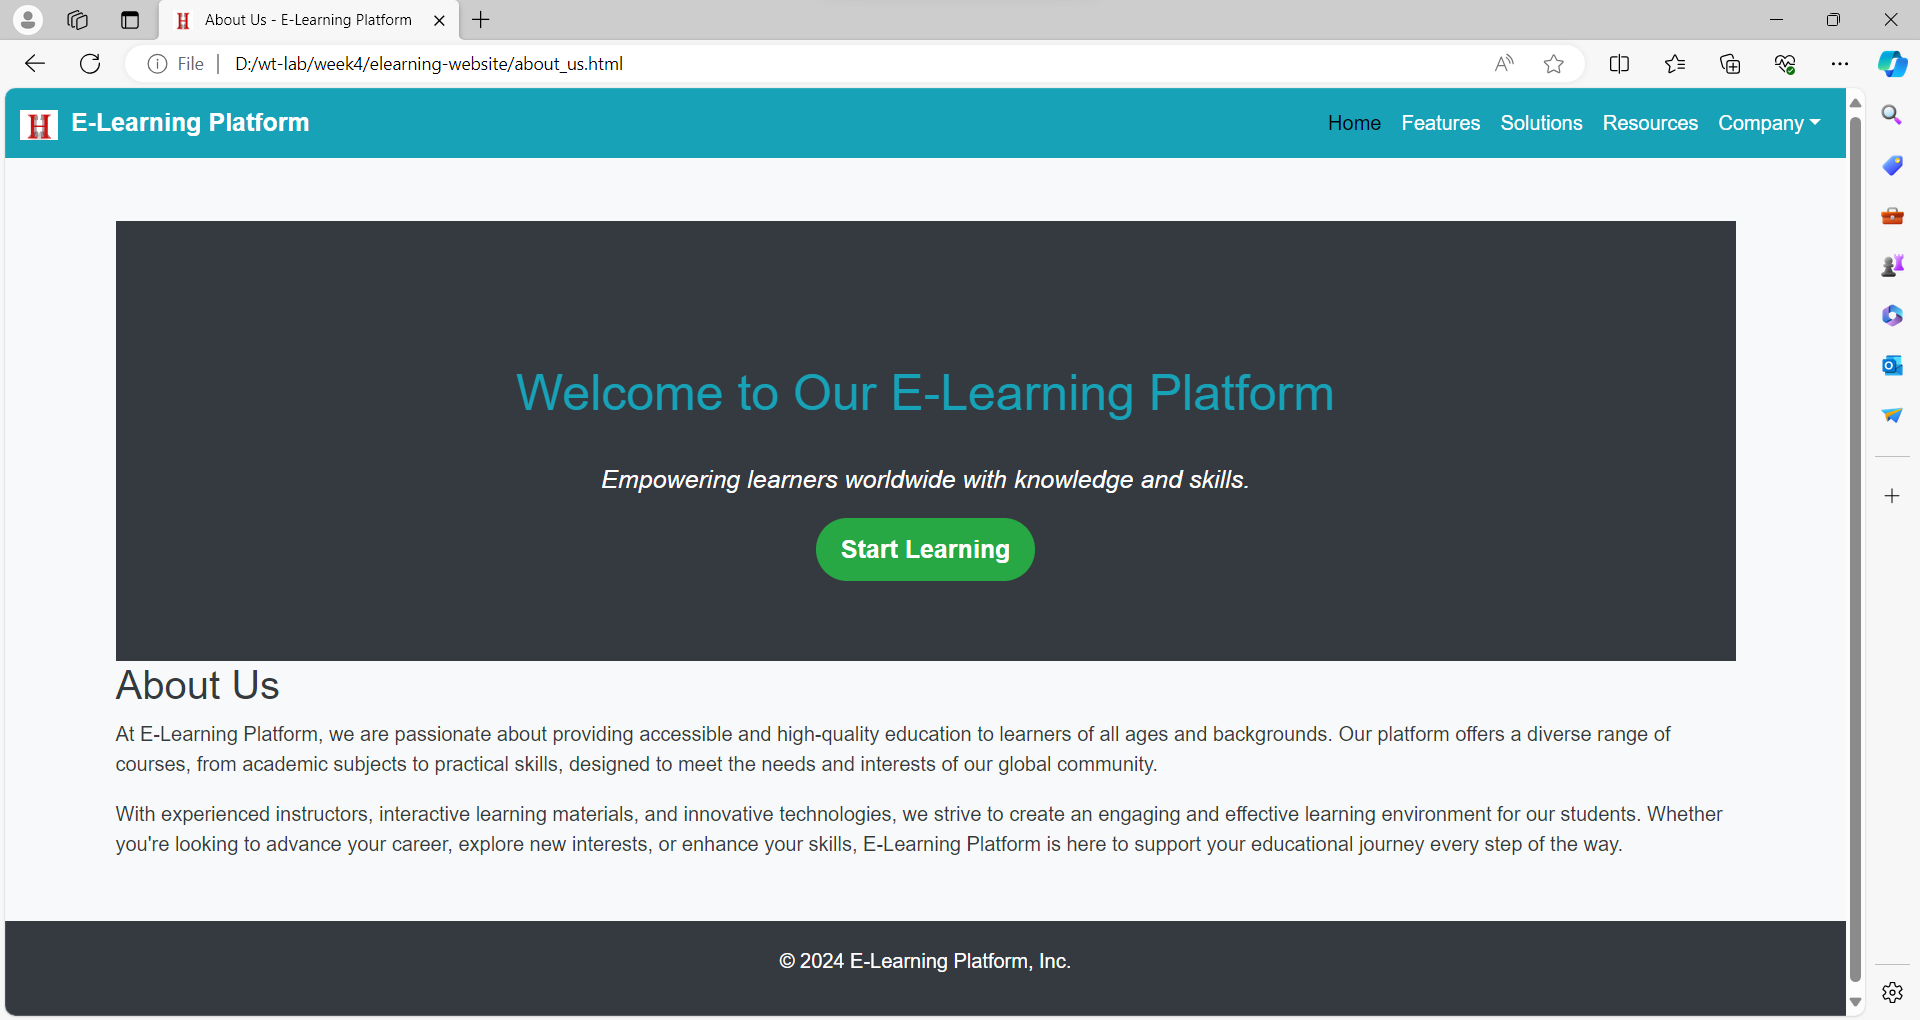 About Us - E-Learning Platform
File
D:/wt-lab/week4/elearning-website/about_us.html
H E-Learning Platform
Home Features Solutions Resources Company
Welcome to Our E-Learning Platform
Empowering learners worldwide with knowledge and skills.
Start Learning
About Us
At E-Learning Platform, we are passionate about providing accessible and high-quality education to learners of all ages and backgrounds. Our platform offers a diverse range of
courses, from academic subjects to practical skills, designed to meet the needs and interests of our global community.
With experienced instructors, interactive learning materials, and innovative technologies, we strive to create an engaging and effective learning environment for our students. Whether
you're looking to advance your career, explore new interests, or enhance your skills, E-Learning Platform is here to support your educational journey every step of the way.
© 2024 E-Learning Platform, Inc.